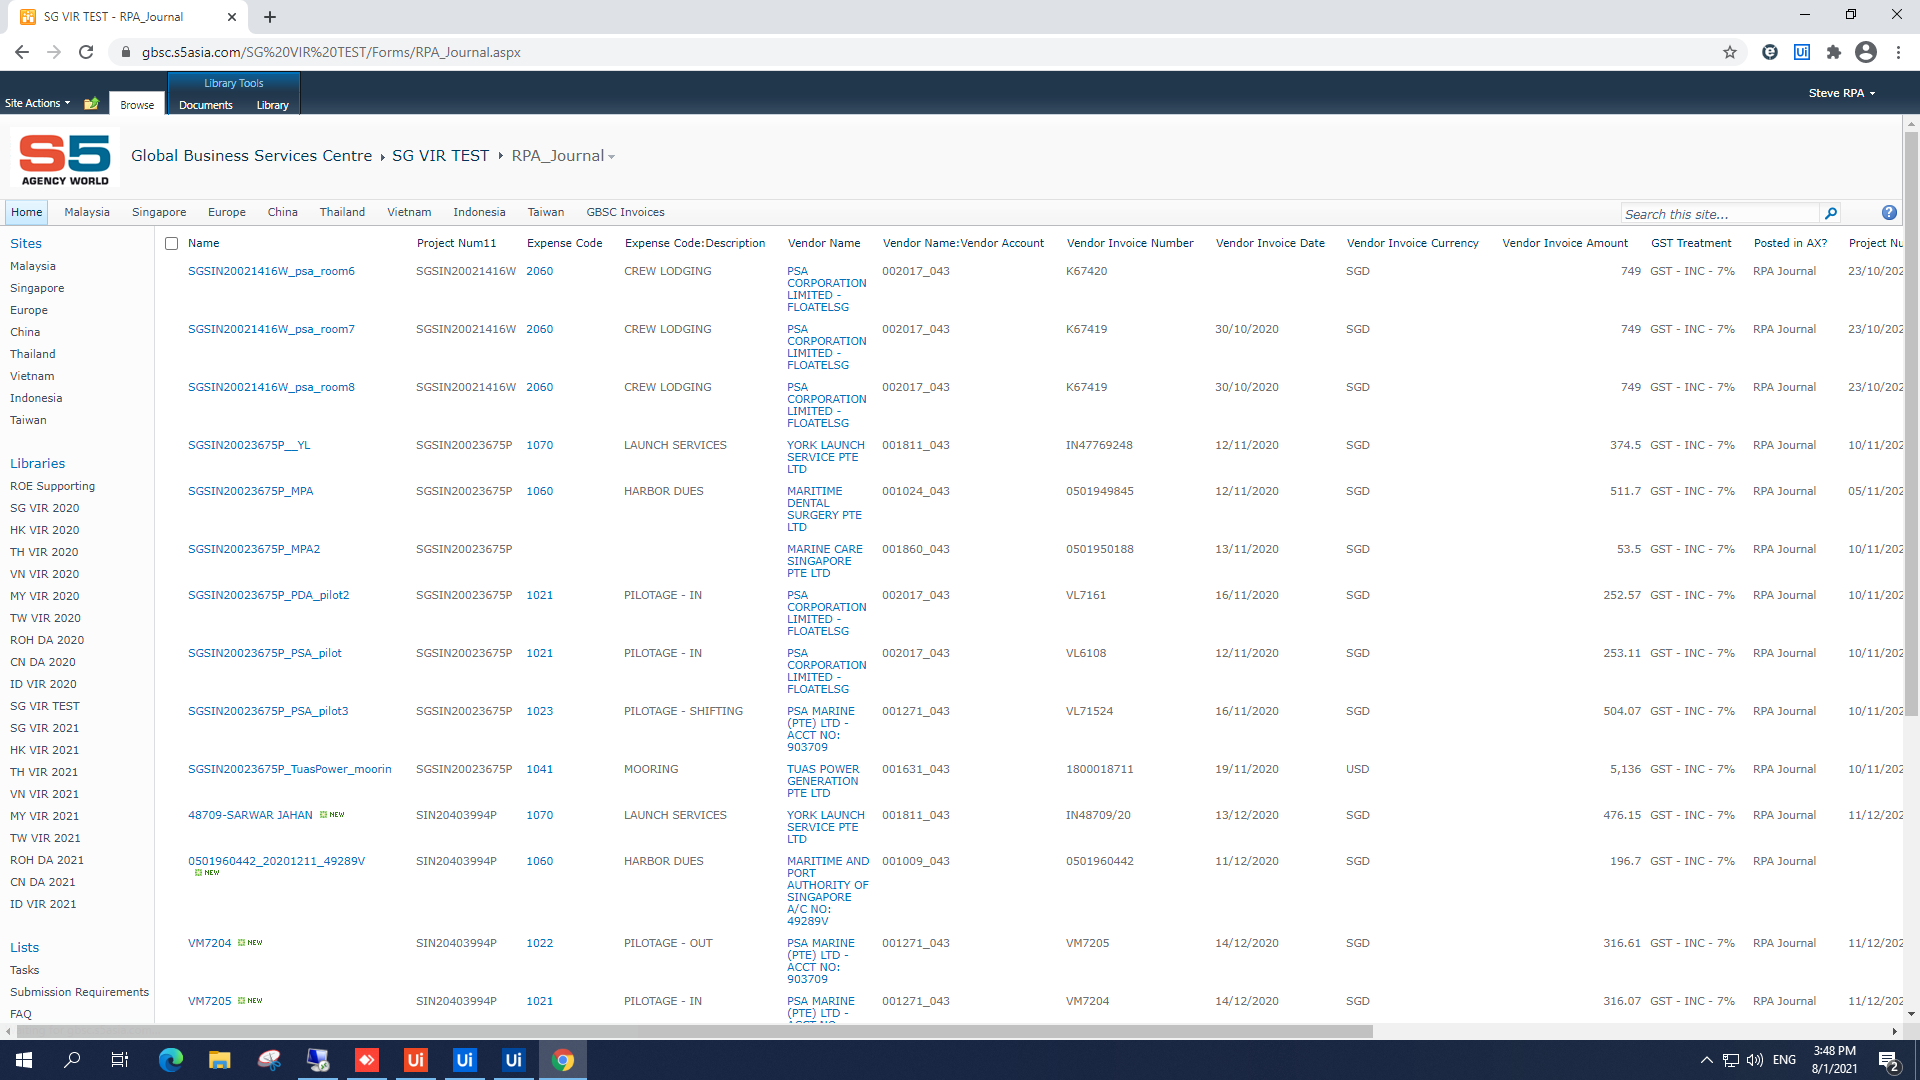 SG VIR TEST - RPA_Journal
gbsc.s5asia.com/SG%20VIR%20TEST/Forms/RPA_Journal.aspx
Library Tools
Site Actions Browse Documents Library Steve RPA
S5
AGENCY WORLD
Global Business Services Centre SG VIR TEST RPA_Journal
Home Malaysia Singapore Europe China Thailand Vietnam Indonesia Taiwan GBSC Invoices Search this site...
Sites
Malaysia
Singapore
Europe
China
Thailand
Vietnam
Indonesia
Taiwan
Libraries
ROE Supporting
SG VIR 2020
HK VIR 2020
TH VIR 2020
VN VIR 2020
MY VIR 2020
TW VIR 2020
ROH DA 2020
CN DA 2020
ID VIR 2020
SG VIR TEST
SG VIR 2021
HK VIR 2021
TH VIR 2021
VN VIR 2021
MY VIR 2021
TW VIR 2021
ROH DA 2021
CN DA 2021
ID VIR 2021
Lists
Tasks
Submission Requirements
FAQ
Name Project Num11 Expense Code Expense Code:Description Vendor Name Vendor Name:Vendor Account Vendor Invoice Number Vendor Invoice Date Vendor Invoice Currency Vendor Invoice Amount GST Treatment Posted in AX? Project Nu
SGSIN20021416W_psa_room6 SGSIN20021416W 2060 CREW LODGING PSA 002017_043 K67420 SGD 749 GST - INC - 7% RPA Journal 23/10/202
CORPORATION
LIMITED -
FLOATELSG
SGSIN20021416W_psa_room7 SGSIN20021416W 2060 CREW LODGING PSA 002017_043 K67419 30/10/2020 SGD 749 GST - INC - 7% RPA Journal 23/10/202
CORPORATION
LIMITED -
FLOATELSG
SGSIN20021416W_psa_room8 SGSIN20021416W 2060 CREW LODGING PSA 002017_043 K67419 30/10/2020 SGD 749 GST - INC - 7% RPA Journal 23/10/202
CORPORATION
LIMITED -
FLOATELSG
SGSIN20023675P__YL SGSIN20023675P 1070 LAUNCH SERVICES YORK LAUNCH 001811_043 IN47769248 12/11/2020 SGD 374.5 GST - INC - 7% RPA Journal 10/11/202
SERVICE PTE
LTD
SGSIN20023675P_MPA SGSIN20023675P 1060 HARBOR DUES MARITIME 001024_043 0501949845 12/11/2020 SGD 511.7 GST - INC - 7% RPA Journal 05/11/202
DENTAL
SURGERY PTE
LTD
SGSIN20023675P_MPA2 SGSIN20023675P MARINE CARE 001860_043 0501950188 13/11/2020 SGD 53.5 GST - INC - 7% RPA Journal 10/11/202
SINGAPORE
PTE LTD
SGSIN20023675P_PDA_pilot2 SGSIN20023675P 1021 PILOTAGE - IN PSA 002017_043 VL7161 16/11/2020 SGD 252.57 GST - INC - 7% RPA Journal 10/11/202
CORPORATION
LIMITED -
FLOATELSG
SGSIN20023675P_PSA_pilot SGSIN20023675P 1021 PILOTAGE - IN PSA 002017_043 VL6108 12/11/2020 SGD 253.11 GST - INC - 7% RPA Journal 10/11/202
CORPORATION
LIMITED -
FLOATELSG
SGSIN20023675P_PSA_pilot3 SGSIN20023675P 1023 PILOTAGE - SHIFTING PSA MARINE 001271_043 VL71524 16/11/2020 SGD 504.07 GST - INC - 7% RPA Journal 10/11/202
(PTE) LTD -
ACCT NO:
903709
SGSIN20023675P_TuasPower_moorin SGSIN20023675P 1041 MOORING TUAS POWER 001631_043 1800018711 19/11/2020 USD 5,136 GST - INC - 7% RPA Journal 10/11/202
GENERATION
PTE LTD
48709-SARWAR JAHAN NEW SIN20403994P 1070 LAUNCH SERVICES YORK LAUNCH 001811_043 IN48709/20 13/12/2020 SGD 476.15 GST - INC - 7% RPA Journal 11/12/202
SERVICE PTE
LTD
0501960442_20201211_49289V SIN20403994P 1060 HARBOR DUES MARITIME AND 001009_043 0501960442 11/12/2020 SGD 196.7 GST - INC - 7% RPA Journal
NEW PORT
AUTHORITY OF
SINGAPORE
A/C NO:
49289V
VM7204 NEW SIN20403994P 1022 PILOTAGE - OUT PSA MARINE 001271_043 VM7205 14/12/2020 SGD 316.61 GST - INC - 7% RPA Journal 11/12/202
(PTE) LTD -
ACCT NO:
903709
VM7205 NEW SIN20403994P 1021 PILOTAGE - IN PSA MARINE 001271_043 VM7204 14/12/2020 SGD 316.07 GST - INC - 7% RPA Journal 11/12/202
(PTE) LTD -
Ui Ui Ui ENG 3:48 PM
8/1/2021 2